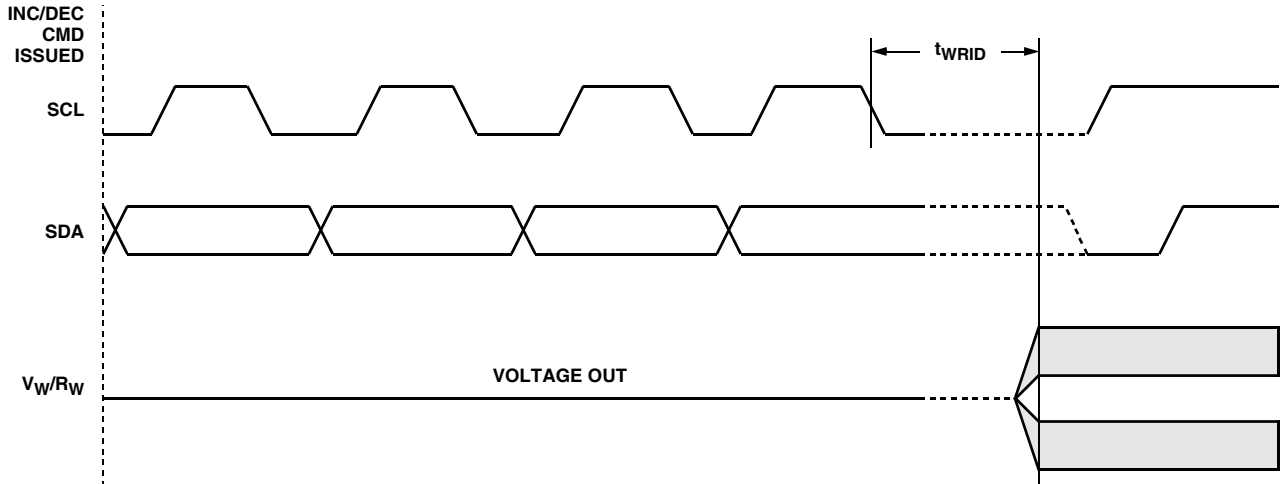 INC/DEC
CMD
ISSUED
tWRID
SCL
SDA
VOLTAGE OUT
VW/RW